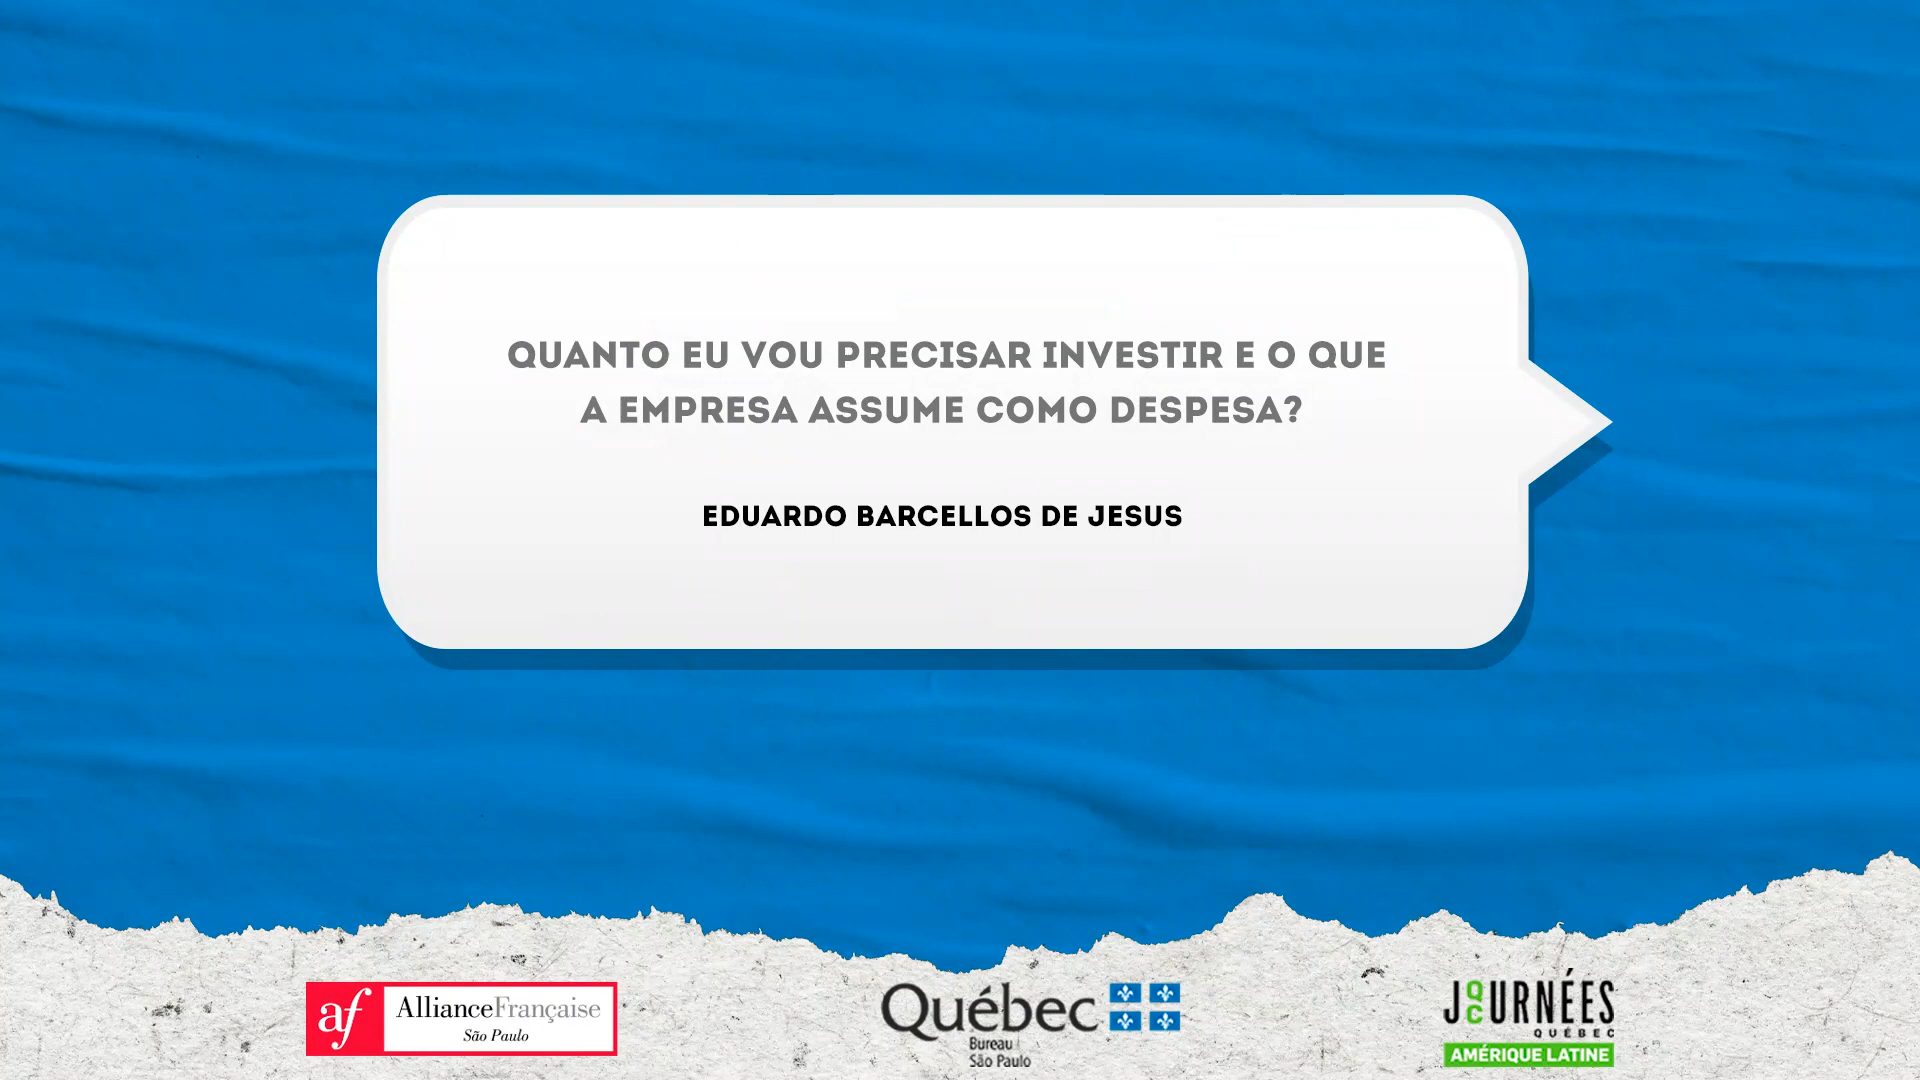 QUANTO EU VOU PRECISAR INVESTIR E O QUE
A EMPRESA ASSUME COMO DESPESA?
EDUARDO BARCELLOS DE JESUS
af AllianceFrançaise
São Paulo
Québec
Bureau
São Paulo
JOURNÉES
QC
QUÉBEC
AMÉRIQUE LATINE